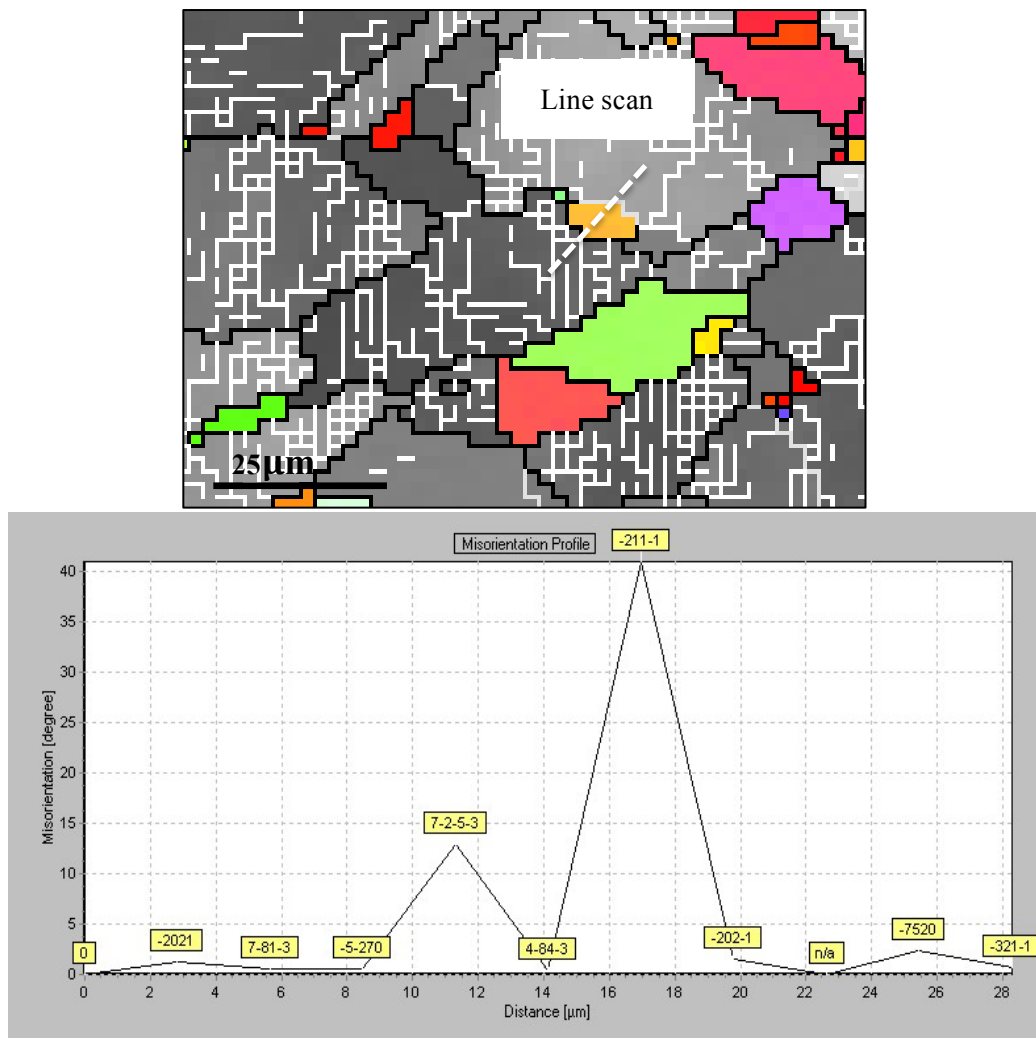 Line scan
25µm
Misorientation Profile
-211-1
7-2-5-3
0
-2021
7-81-3
-5-270
4-84-3
-202-1
n/a
-7520
-321-1
Misorientation [degree]
40
35
30
25
20
15
10
5
0
0 2 4 6 8 10 12 14 16 18 20 22 24 26 28
Distance [µm]